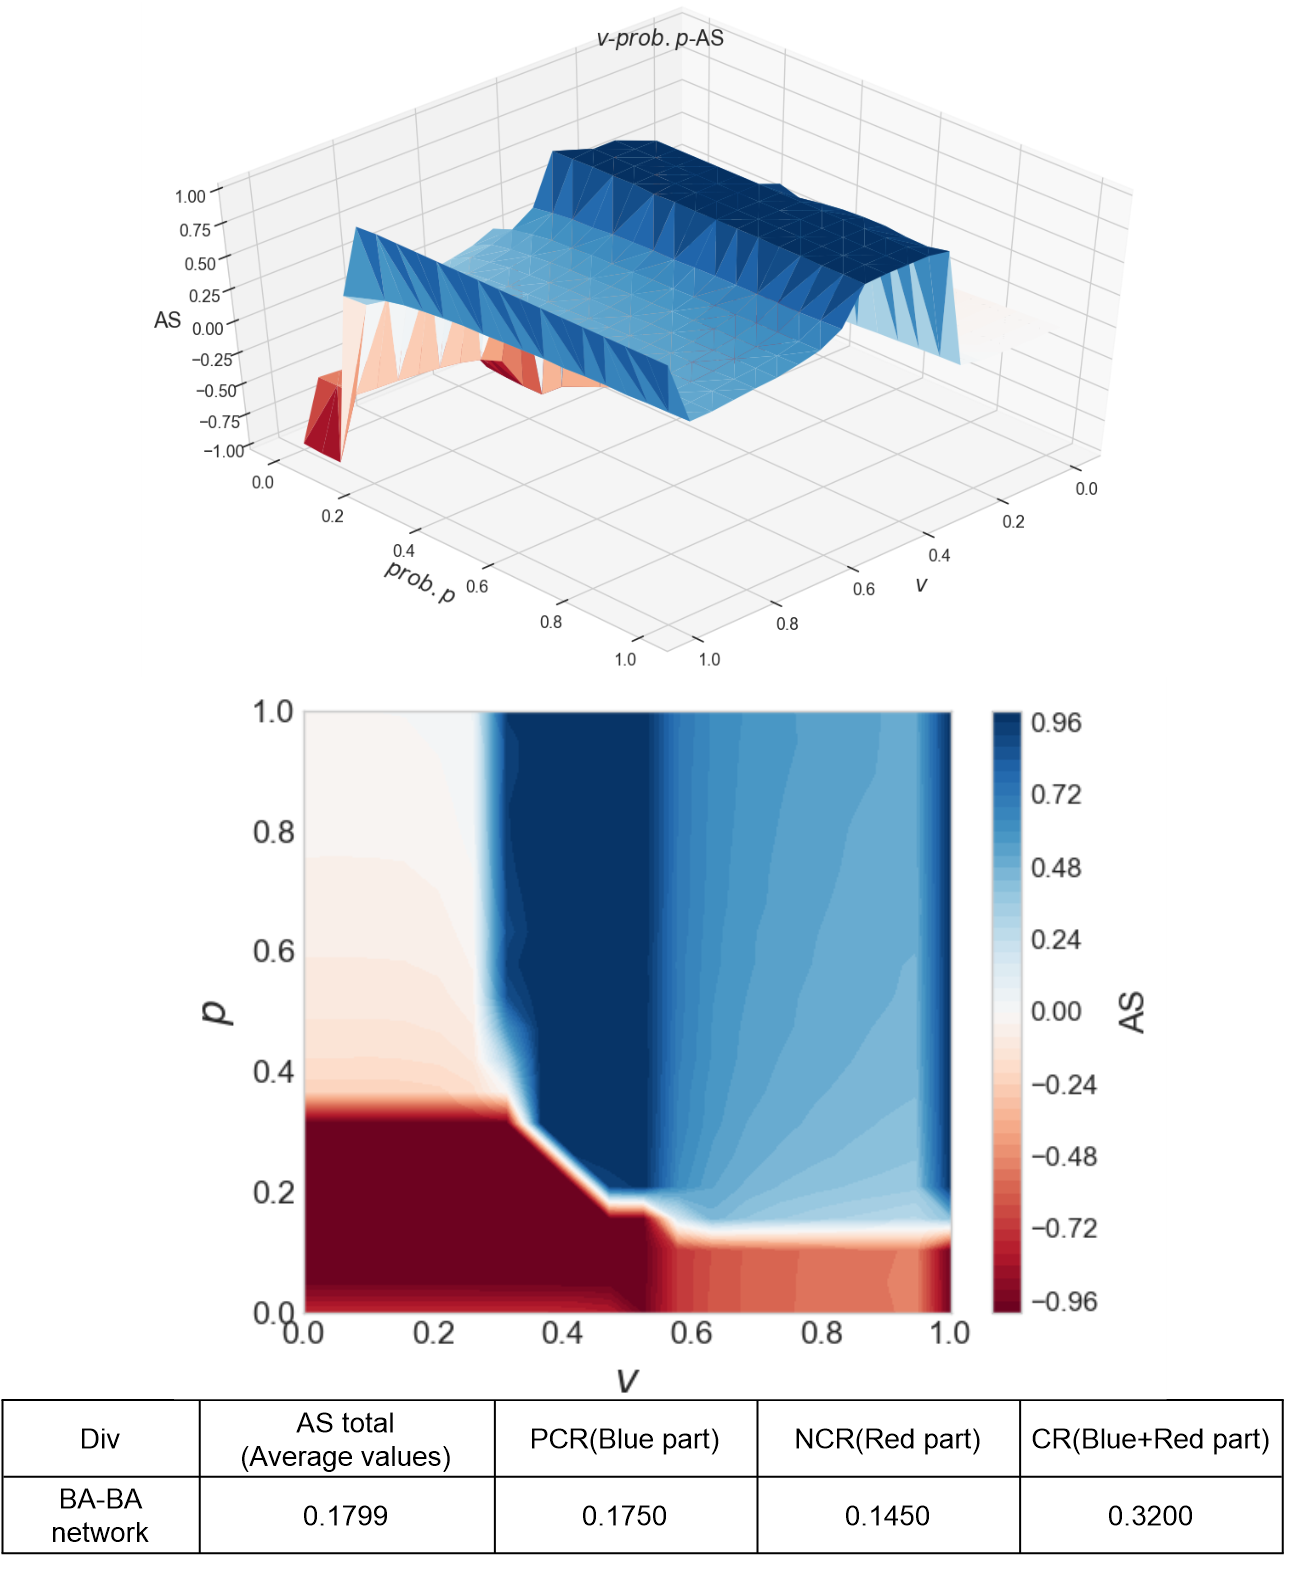 v-prob. p-AS
1.00
0.75
0.50
0.25
AS
0.00
−0.25
−0.50
−0.75
−1.00
0.0
0.2
0.4
prob. p
0.6
0.8
1.0
0.0
0.2
0.4
v
0.6
0.8
1.0
1.0
0.8
0.6
p
0.4
0.2
0.0
0.0 0.2 0.4 0.6 0.8 1.0
v
0.96
0.72
0.48
0.24
0.00
AS
−0.24
−0.48
−0.72
−0.96
Div
AS total
(Average values)
PCR(Blue part)
NCR(Red part)
CR(Blue+Red part)
BA-BA
network
0.1799
0.1750
0.1450
0.3200